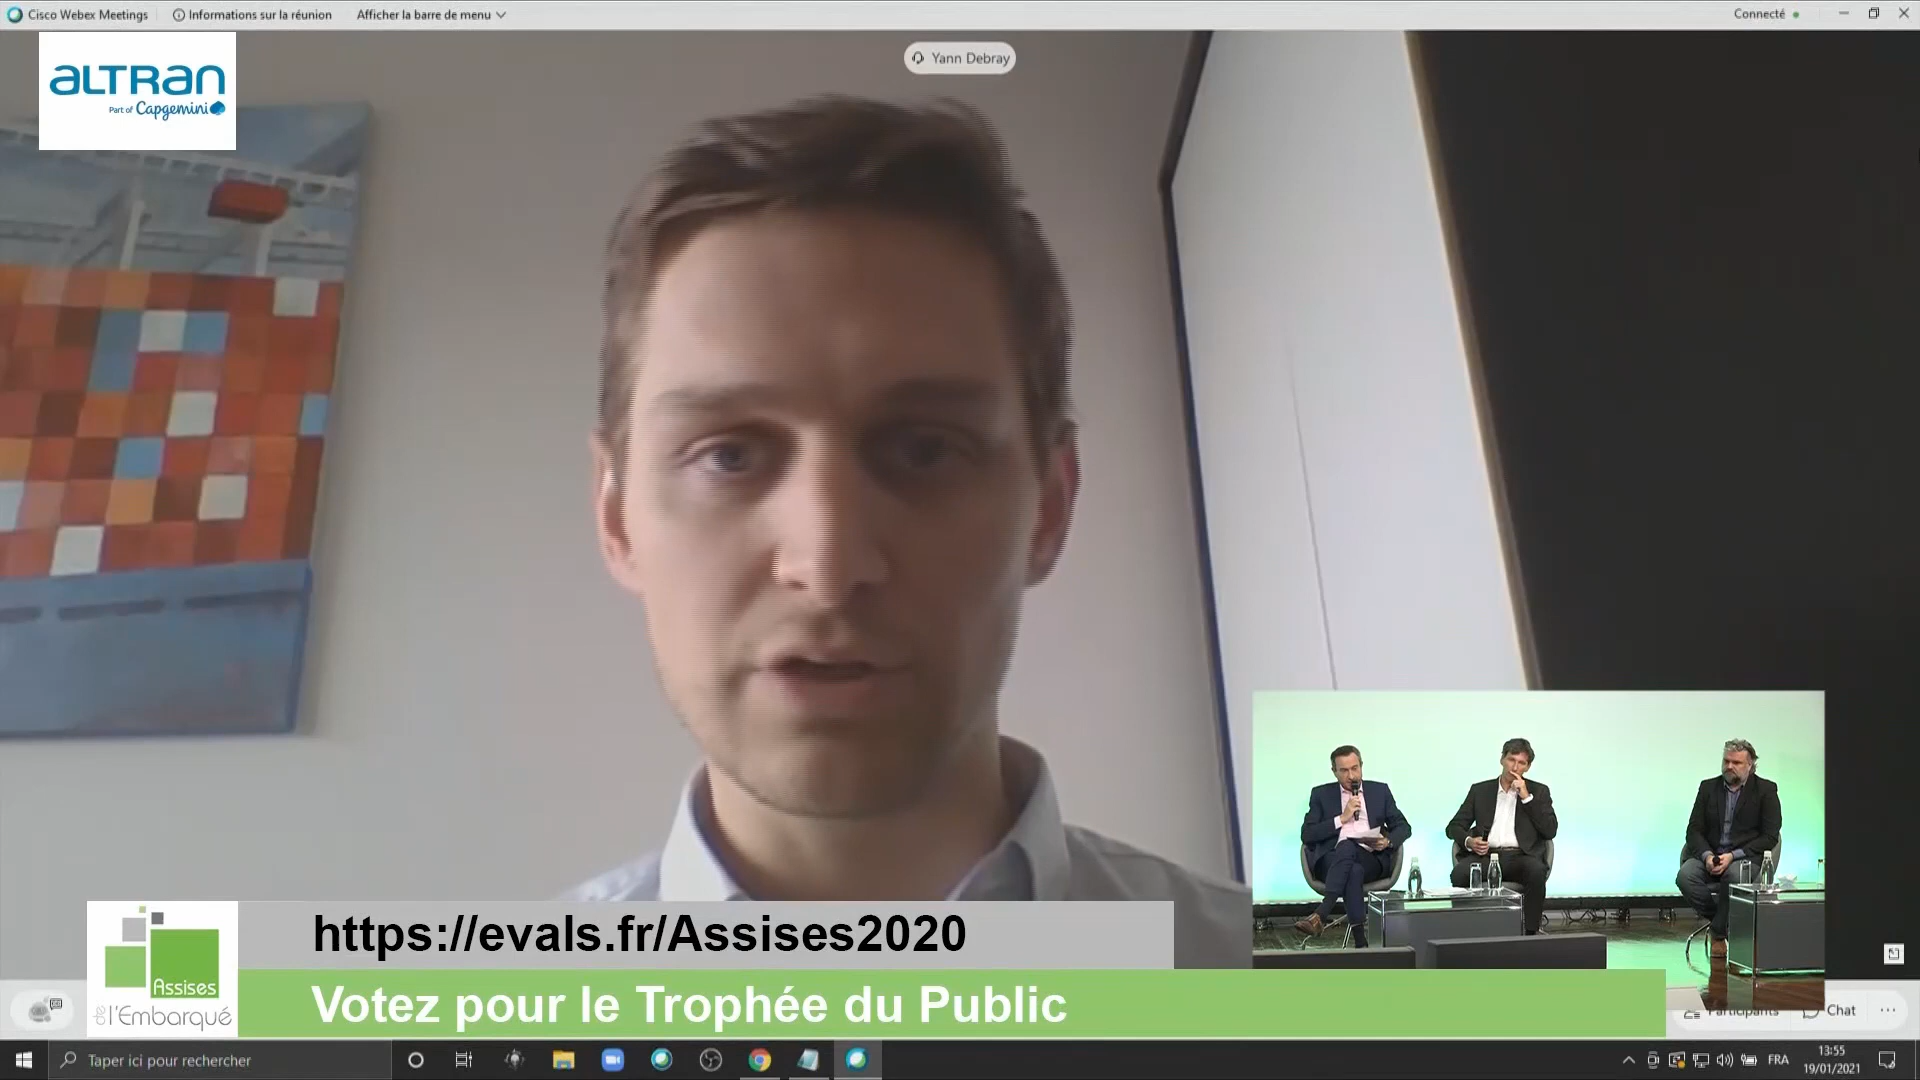 Cisco Webex Meetings
Informations sur la réunion
Afficher la barre de menu
Connecté
ALTRAN
Part of Capgemini
Yann Debray
https://evals.fr/Assises2020
Votez pour le Trophée du Public
Assises
de l'Embarqué
Participants
Chat
Taper ici pour rechercher
FRA
13:55
19/01/2021